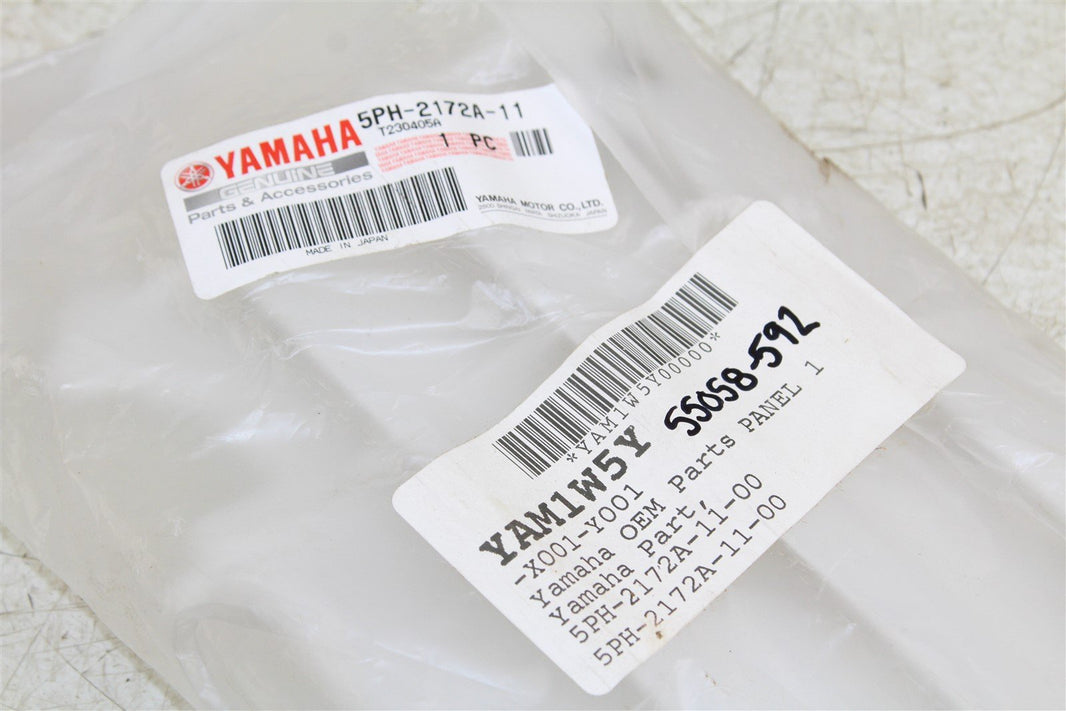 5PH-2172A-11
T230405A
YAMAHA
1 PC
GENUINE
Parts & Accessories
YAMAHA MOTOR CO., LTD.
MADE IN JAPAN
*YAM1W5Y00000*
YAM1W5Y 55058-592
-X001-Y001
Yamaha OEM Parts PANEL 1
Yamaha Part,
5PH-2172A-11-00
5PH-2172A-11-00